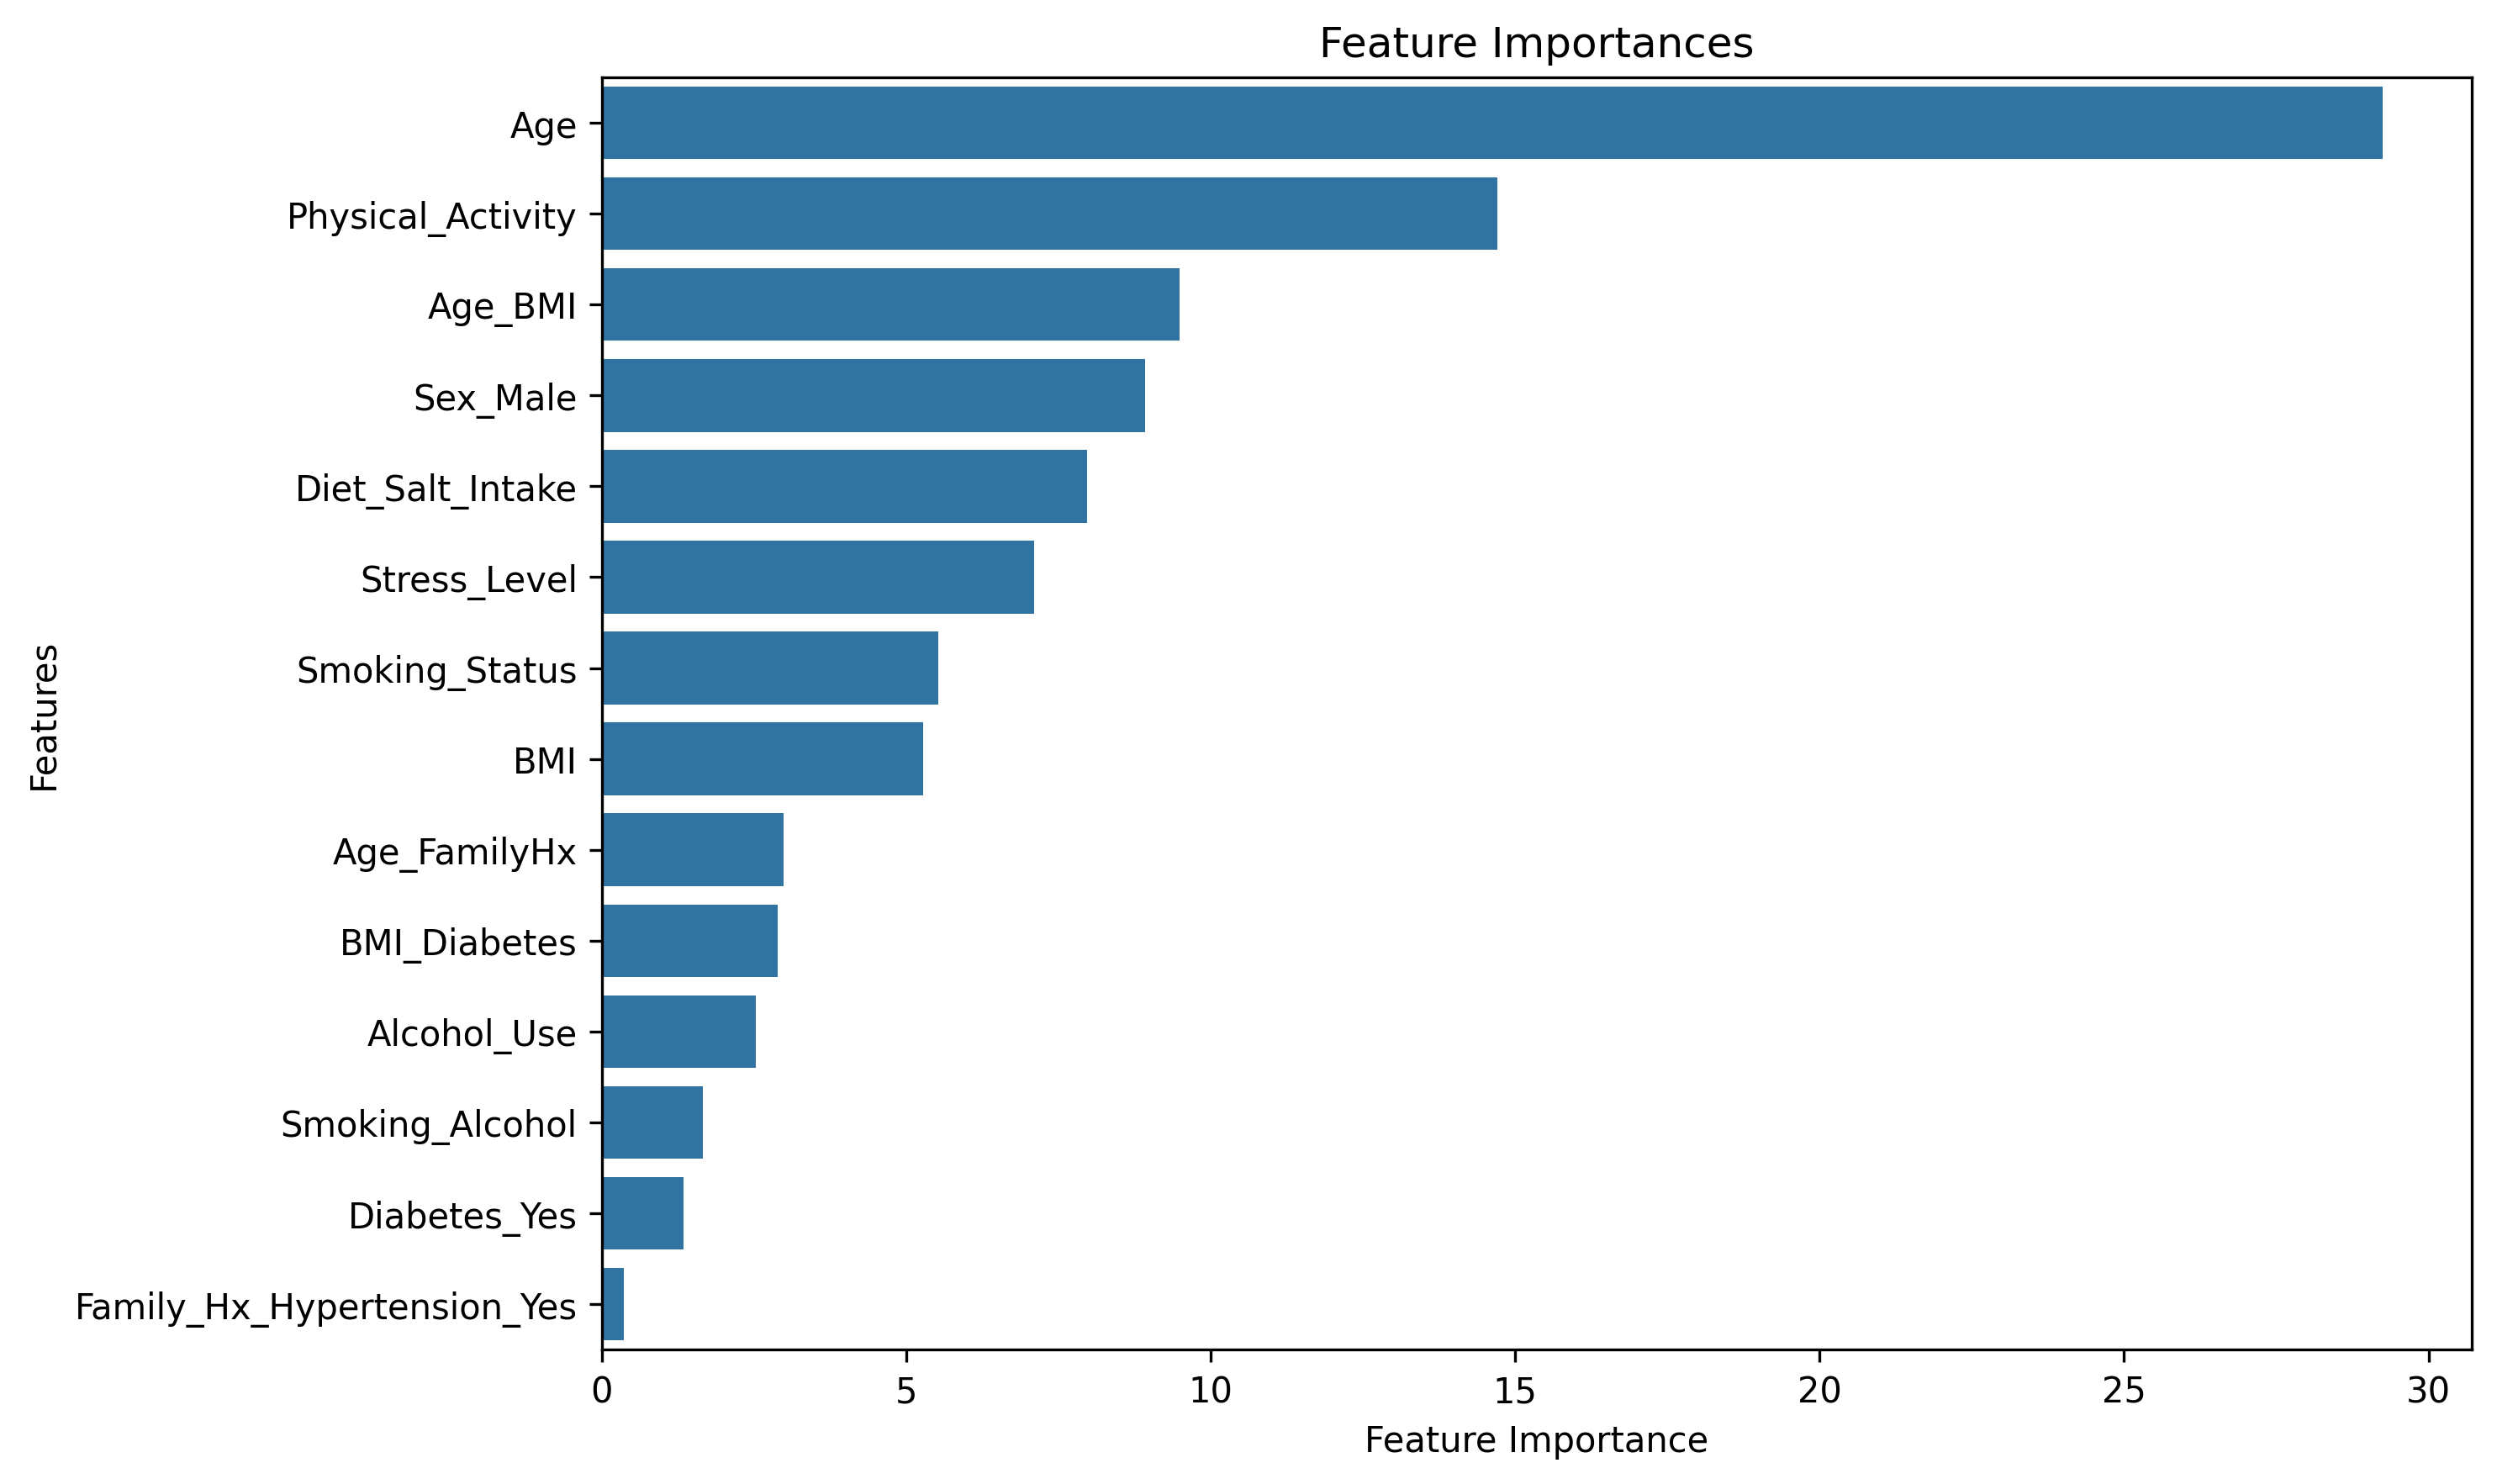 Feature Importances
Features
Age
Physical_Activity
Age_BMI
Sex_Male
Diet_Salt_Intake
Stress_Level
Smoking_Status
BMI
Age_FamilyHx
BMI_Diabetes
Alcohol_Use
Smoking_Alcohol
Diabetes_Yes
Family_Hx_Hypertension_Yes
0 5 10 15 20 25 30
Feature Importance